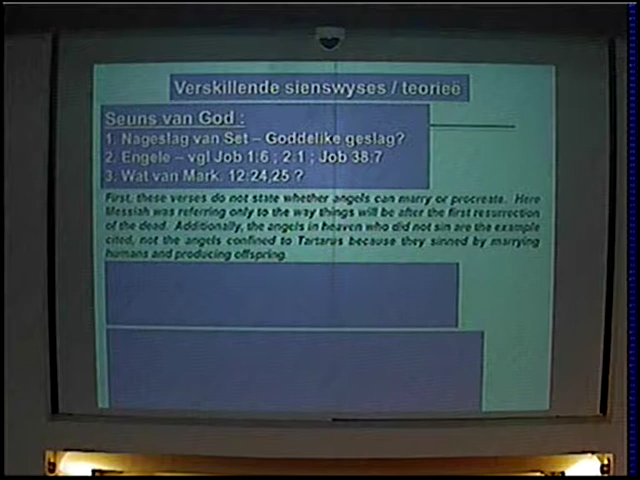 Verskillende sienswyses / teorieë
Seuns van God :
1. Nageslag van Set – Goddelike geslag?
2. Engele – vgl Job 1:6 ; 2:1 ; Job 38:7
3. Wat van Mark. 12:24,25 ?
First, these verses do not state whether angels can marry or procreate. Here
Messiah was referring only to the way things will be after the first resurrection
of the dead. Additionally, the angels in heaven who did not sin are the example
cited, not the angels confined to Tartarus because they sinned by marrying
humans and producing offspring.